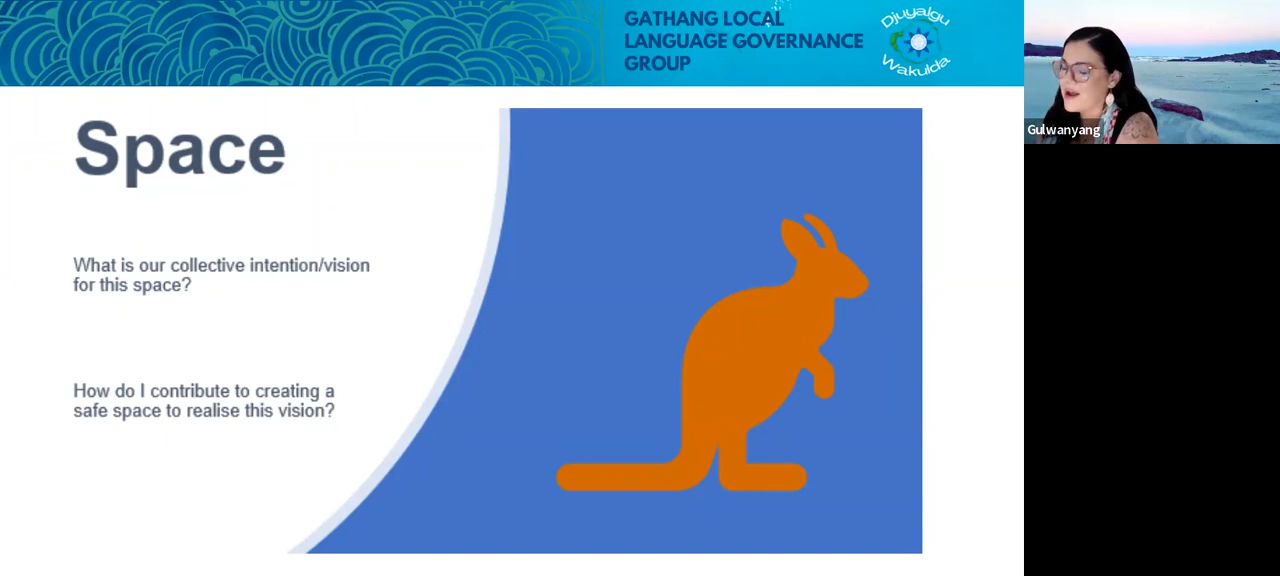 GATHANG LOCAL
LANGUAGE GOVERNANCE
GROUP
Djuyalgu
Wakulda
Gulwanyang
Space
What is our collective intention/vision
for this space?
How do I contribute to creating a
safe space to realise this vision?